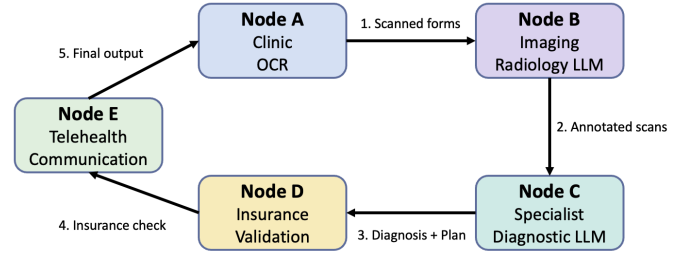 Node A
Clinic
OCR
1. Scanned forms
Node B
Imaging
Radiology LLM
2. Annotated scans
Node C
Specialist
Diagnostic LLM
3. Diagnosis + Plan
Node D
Insurance
Validation
4. Insurance check
Node E
Telehealth
Communication
5. Final output